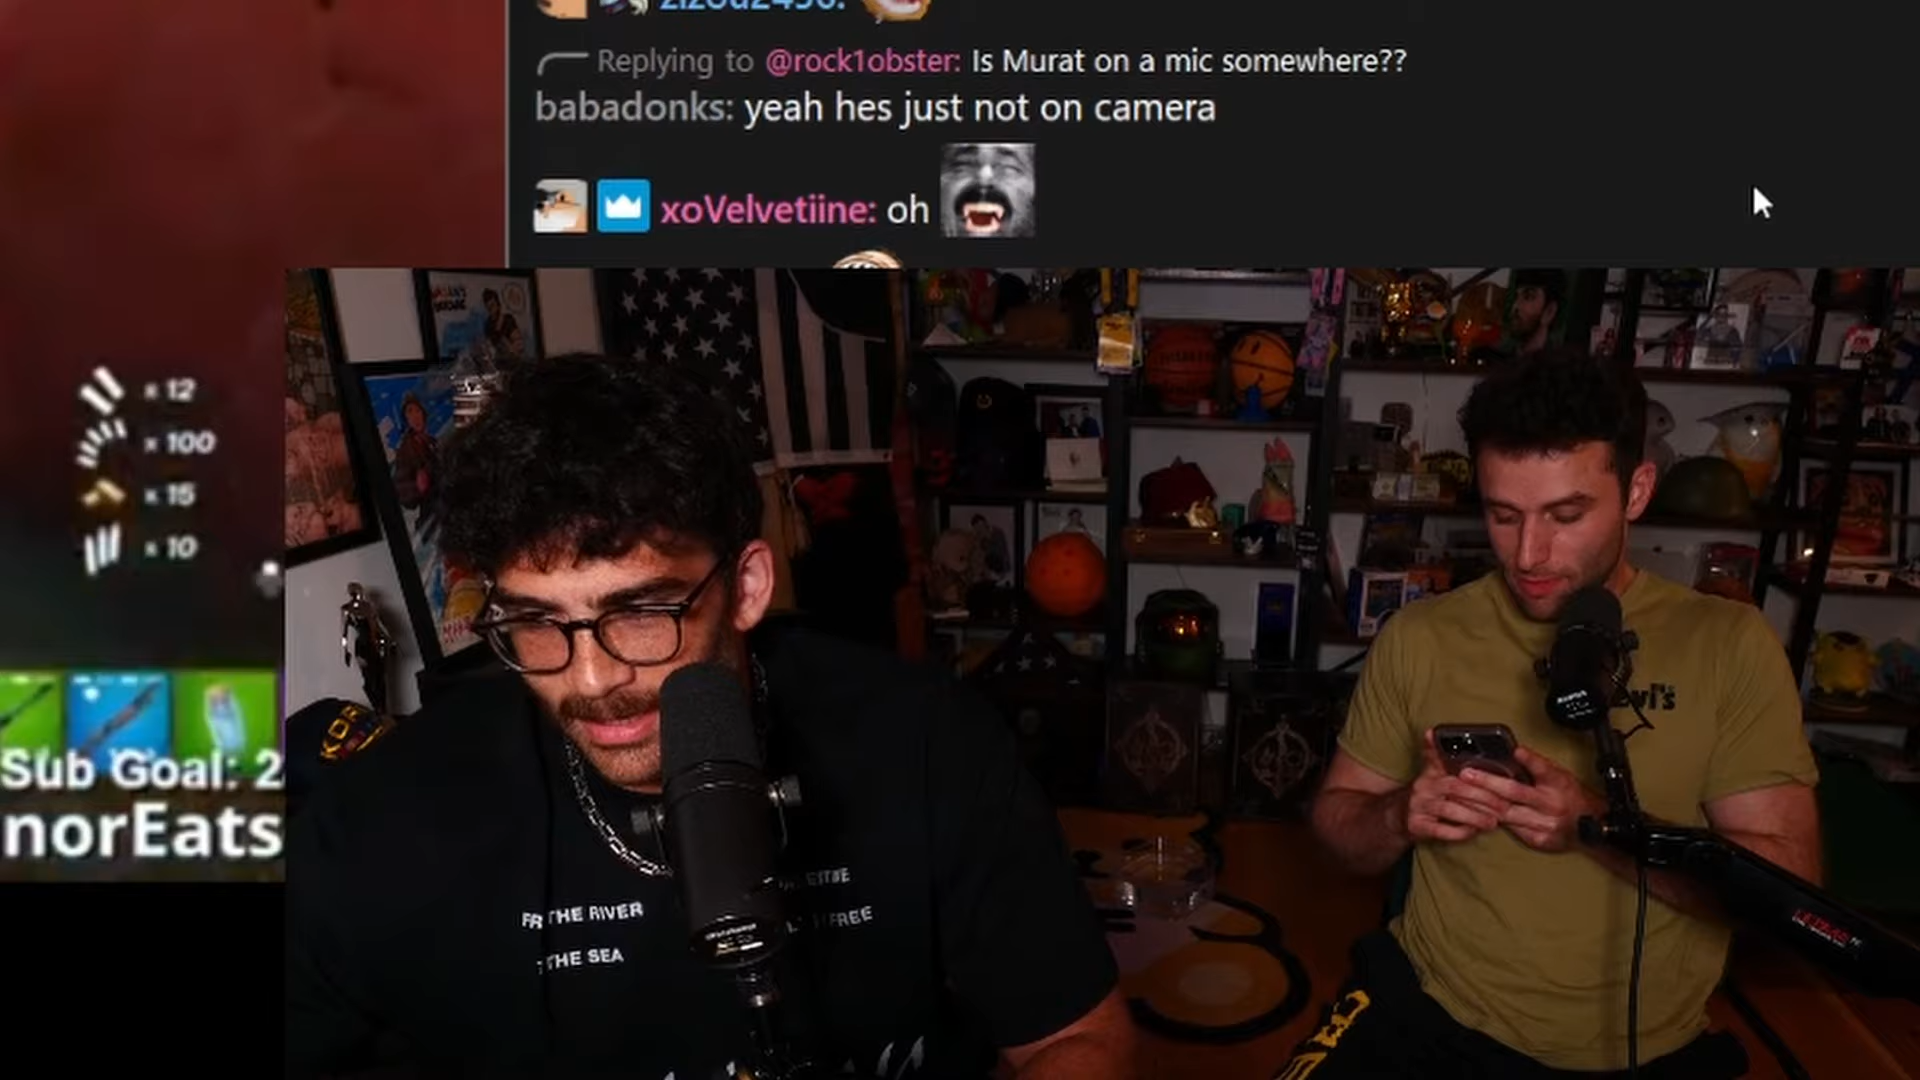 Replying to @rock1obster: Is Murat on a mic somewhere??
babadonks: yeah hes just not on camera
xoVelvetiine: oh
x 12
x 100
x 15
x 10
Sub Goal: 2
norEats
THE RIVER
THE SEA
FREE